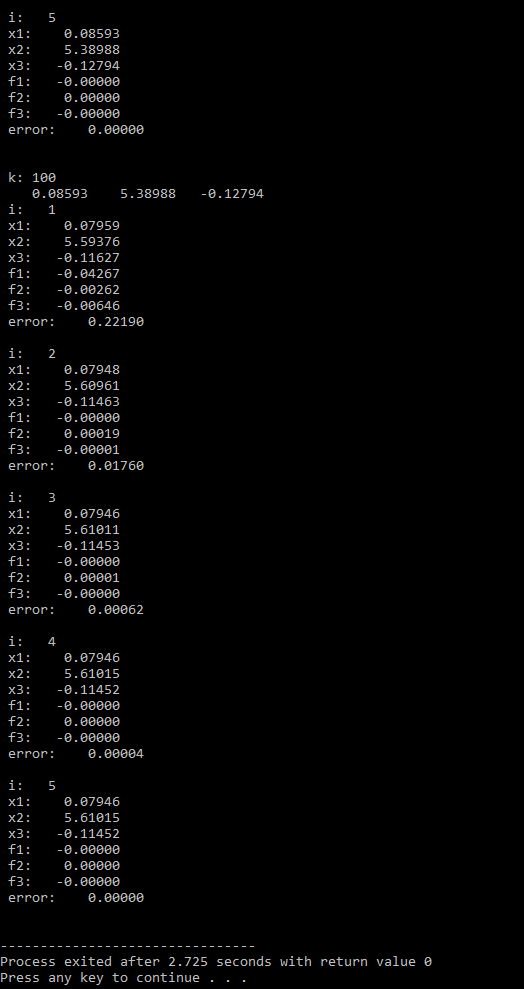 i:   5
x1:    0.08593
x2:    5.38988
x3:   -0.12794
f1:   -0.00000
f2:    0.00000
f3:   -0.00000
error:    0.00000
k: 100
   0.08593    5.38988   -0.12794
i:   1
x1:    0.07959
x2:    5.59376
x3:   -0.11627
f1:   -0.04267
f2:   -0.00262
f3:   -0.00646
error:    0.22190
i:   2
x1:    0.07948
x2:    5.60961
x3:   -0.11463
f1:   -0.00000
f2:    0.00019
f3:   -0.00001
error:    0.01760
i:   3
x1:    0.07946
x2:    5.61011
x3:   -0.11453
f1:   -0.00000
f2:    0.00001
f3:   -0.00000
error:    0.00062
i:   4
x1:    0.07946
x2:    5.61015
x3:   -0.11452
f1:   -0.00000
f2:    0.00000
f3:   -0.00000
error:    0.00004
i:   5
x1:    0.07946
x2:    5.61015
x3:   -0.11452
f1:   -0.00000
f2:    0.00000
f3:   -0.00000
error:    0.00000
--------------------------------
Process exited after 2.725 seconds with return value 0
Press any key to continue . . .